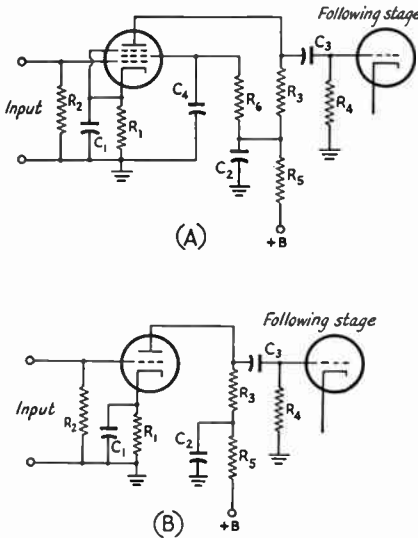 Following stage
C3
C4
R6
R3
Input
R2
R4
C1
R1
C2
R5
(A)
+B
Following stage
C3
R3
Input
R2
R4
C1
R1
C2
R5
(B)
+B